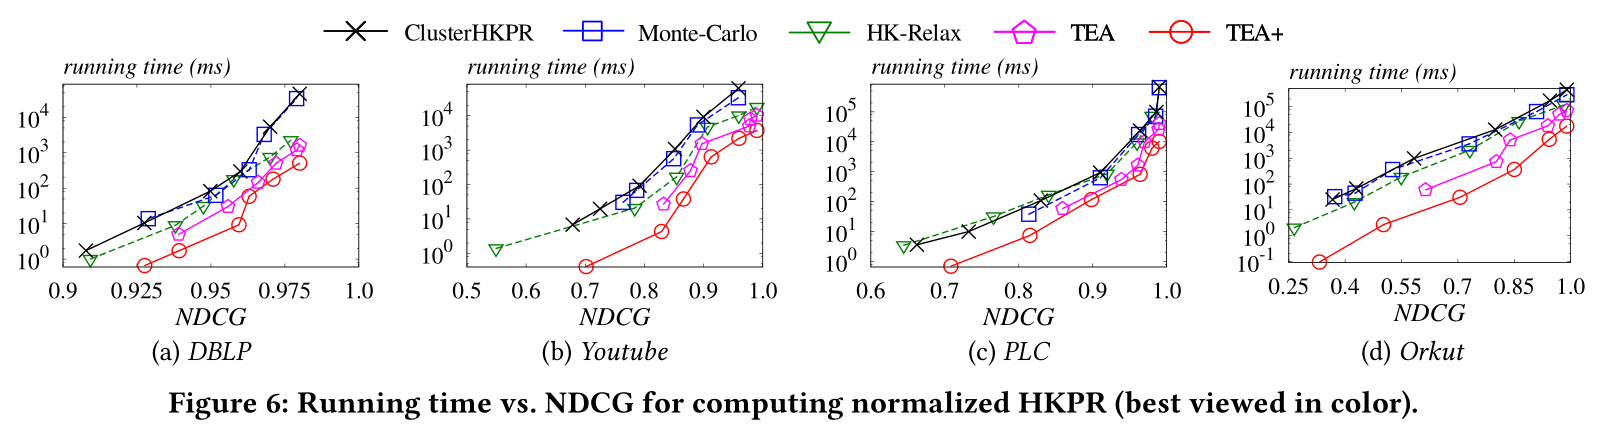 ClusterHKPR Monte-Carlo HK-Relax TEA TEA+
running time (ms) running time (ms) running time (ms) running time (ms)
10^4 10^3 10^2 10^1 10^0
0.9 0.925 0.95 0.975 1.0
NDCG
(a) DBLP
10^4 10^3 10^2 10^1 10^0
0.5 0.6 0.7 0.8 0.9 1.0
NDCG
(b) Youtube
10^5 10^4 10^3 10^2 10^1 10^0
0.6 0.7 0.8 0.9 1.0
NDCG
(c) PLC
10^5 10^4 10^3 10^2 10^1 10^0 10^-1
0.25 0.4 0.55 0.7 0.85 1.0
NDCG
(d) Orkut
Figure 6: Running time vs. NDCG for computing normalized HKPR (best viewed in color).